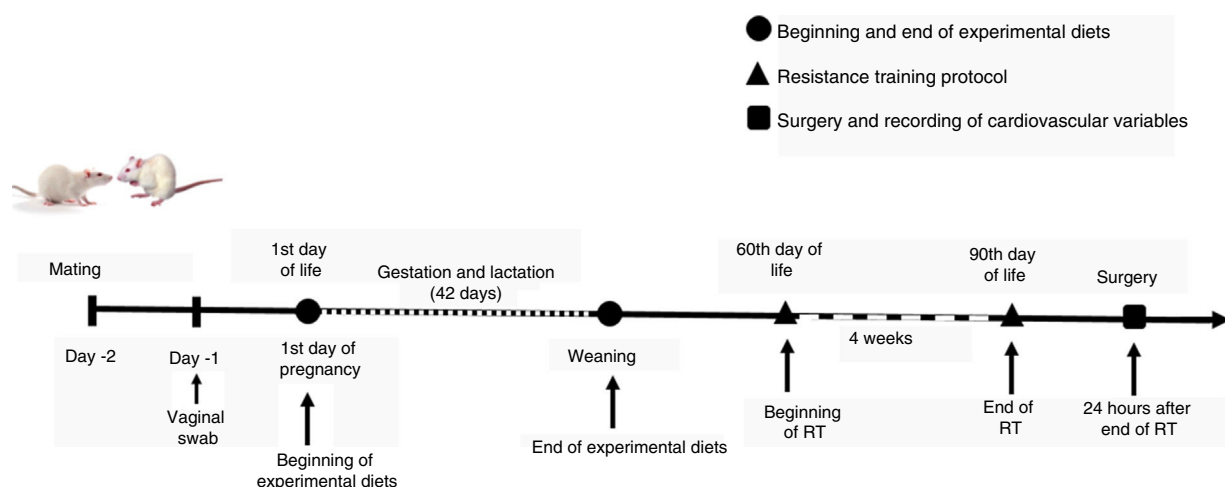 Beginning and end of experimental diets
Resistance training protocol
Surgery and recording of cardiovascular variables
Mating
1st day
of life
Gestation and lactation
(42 days)
60th day of
life
90th day
of life
Surgery
Day -2
Day -1
1st day of
pregnancy
Weaning
4 weeks
Vaginal
swab
Beginning of
experimental diets
End of experimental diets
Beginning
of RT
End of
RT
24 hours after
end of RT